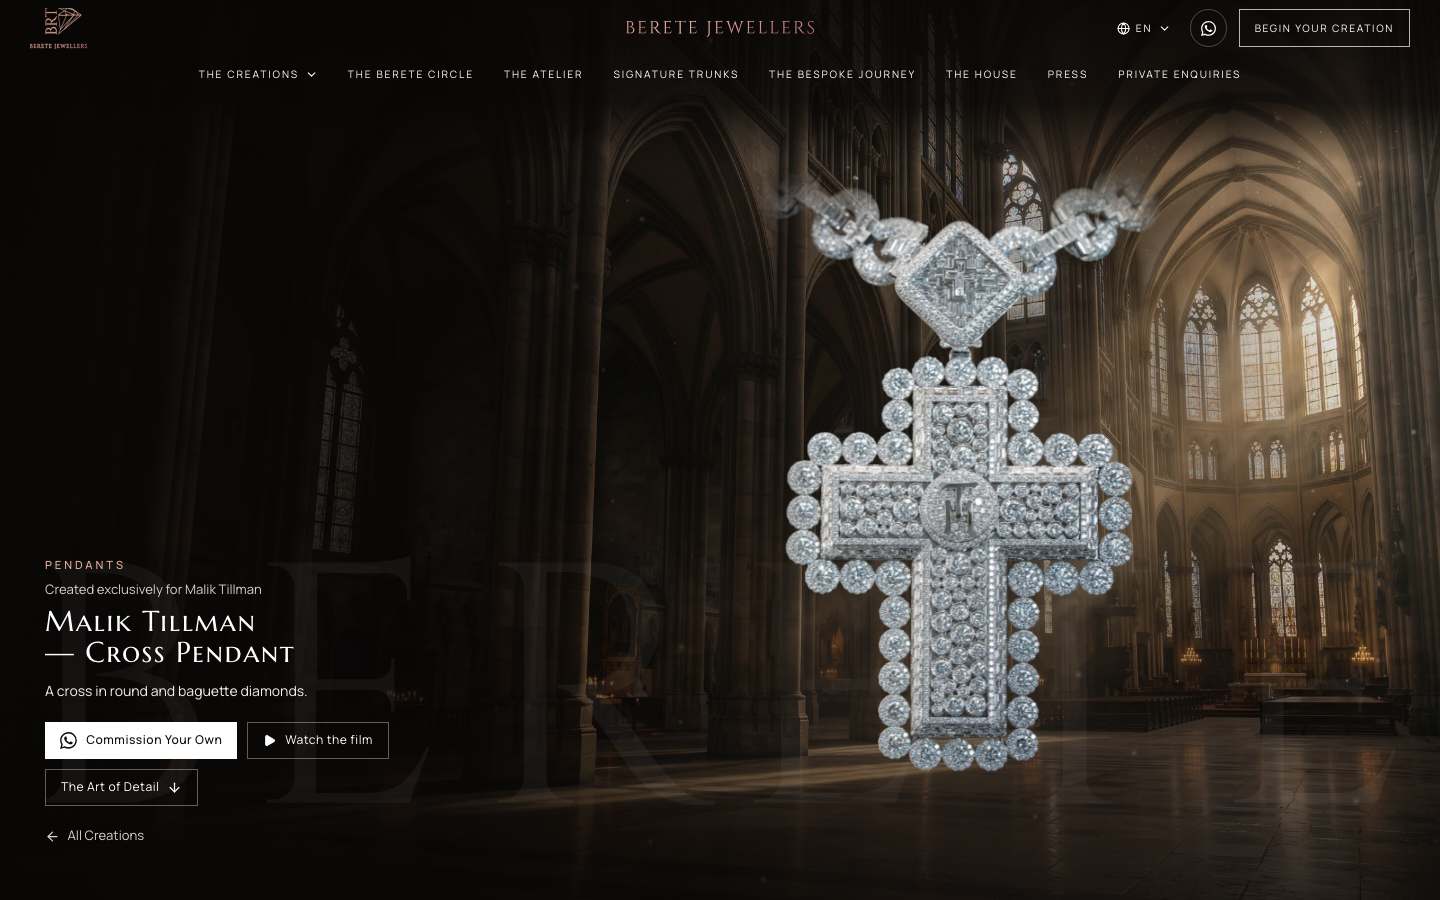 BRT
BERETE JEWELLERS
BERETE JEWELLERS
EN
BEGIN YOUR CREATION
THE CREATIONS
THE BERETE CIRCLE
THE ATELIER
SIGNATURE TRUNKS
THE BESPOKE JOURNEY
THE HOUSE
PRESS
PRIVATE ENQUIRIES
PENDANTS
Created exclusively for Malik Tillman
Malik Tillman
— Cross Pendant
A cross in round and baguette diamonds.
Commission Your Own
Watch the film
The Art of Detail
All Creations
BERETE